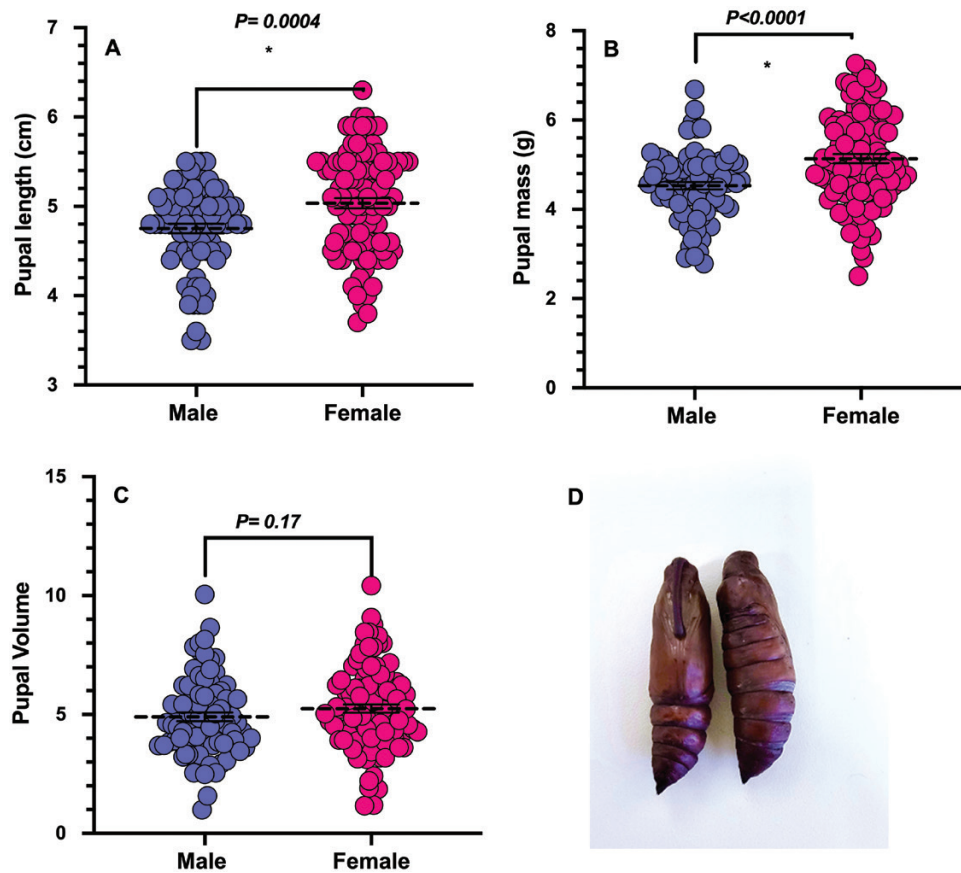 A
P= 0.0004
*
Pupal length (cm)
7
6
5
4
3
Male Female
B
P<0.0001
*
Pupal mass (g)
8
6
4
2
0
Male Female
C
P= 0.17
Pupal Volume
15
10
5
0
Male Female
D